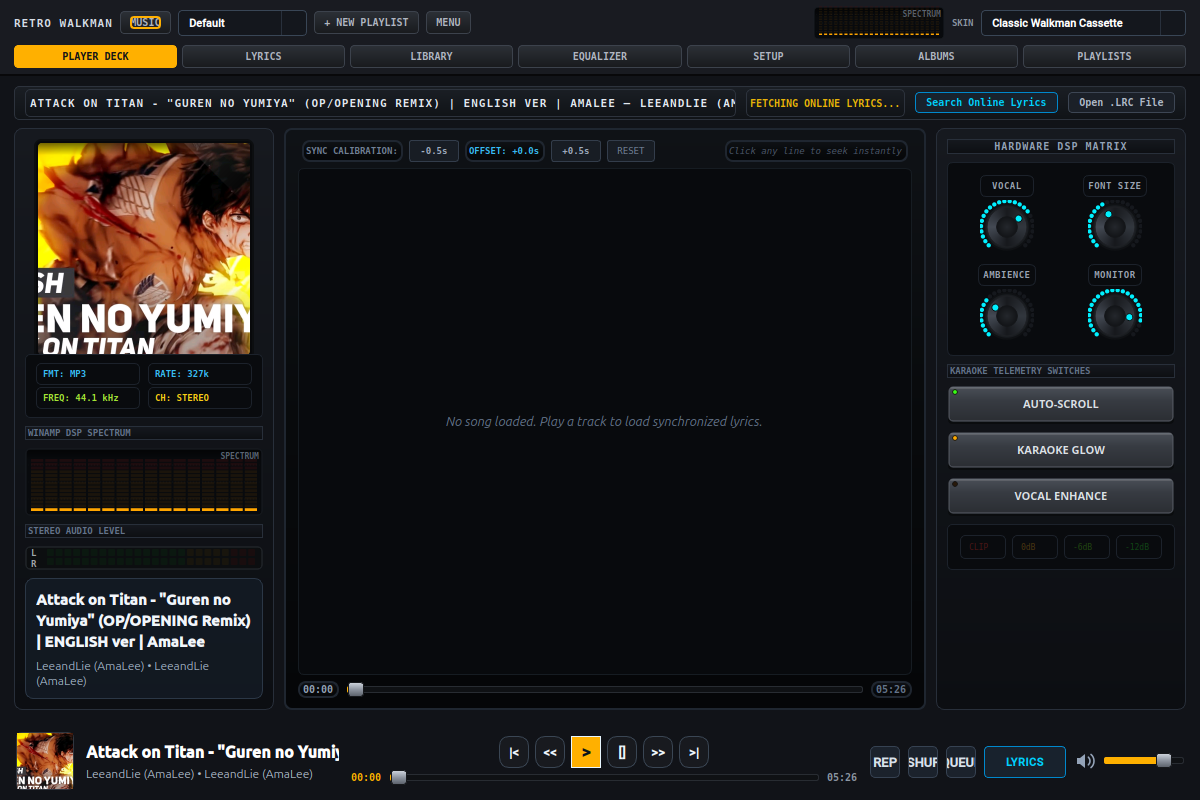 RETRO WALKMAN MUSIC Default + NEW PLAYLIST MENU SPECTRUM SKIN Classic Walkman Cassette
PLAYER DECK LYRICS LIBRARY EQUALIZER SETUP ALBUMS PLAYLISTS
ATTACK ON TITAN - "GUREN NO YUMIYA" (OP/OPENING REMIX) | ENGLISH VER | AMALEE — LEEANDLIE (AM FETCHING ONLINE LYRICS... Search Online Lyrics Open .LRC File
SH
EN NO YUMIY
ON TITAN
FMT: MP3 RATE: 327k
FREQ: 44.1 kHz CH: STEREO
WINAMP DSP SPECTRUM
SPECTRUM
STEREO AUDIO LEVEL
L
R
Attack on Titan - "Guren no
Yumiya" (OP/OPENING Remix)
| ENGLISH ver | AmaLee
LeeandLie (AmaLee) • LeeandLie
(AmaLee)
SYNC CALIBRATION: -0.5s OFFSET: +0.0s +0.5s RESET Click any line to seek instantly
No song loaded. Play a track to load synchronized lyrics.
00:00 05:26
HARDWARE DSP MATRIX
VOCAL FONT SIZE
AMBIENCE MONITOR
KARAOKE TELEMETRY SWITCHES
AUTO-SCROLL
KARAOKE GLOW
VOCAL ENHANCE
CLIP 0dB -6dB -12dB
EN NO YUMIY
Attack on Titan - "Guren no Yumiy
LeeandLie (AmaLee) • LeeandLie (AmaLee)
|< << > [] >> >|
00:00 05:26
REP SHUF QUEU LYRICS